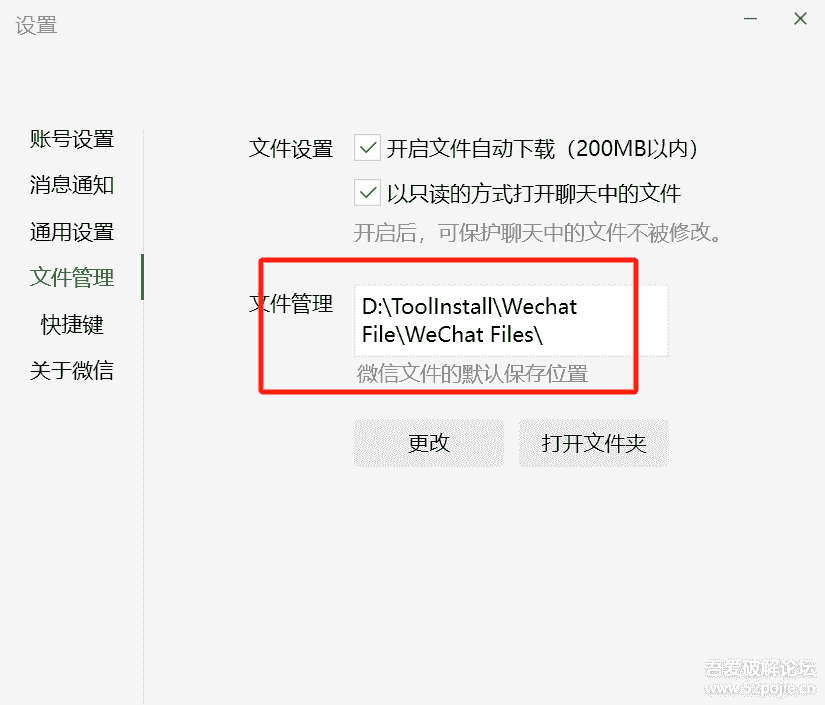 设置
账号设置
消息通知
通用设置
文件管理
快捷键
关于微信
文件设置
开启文件自动下载（200MB以内）
以只读的方式打开聊天中的文件
开启后，可保护聊天中的文件不被修改。
文件管理
D:\ToolInstall\Wechat
File\WeChat Files\
微信文件的默认保存位置
更改
打开文件夹
吾爱破解论坛
www.52pojie.cn